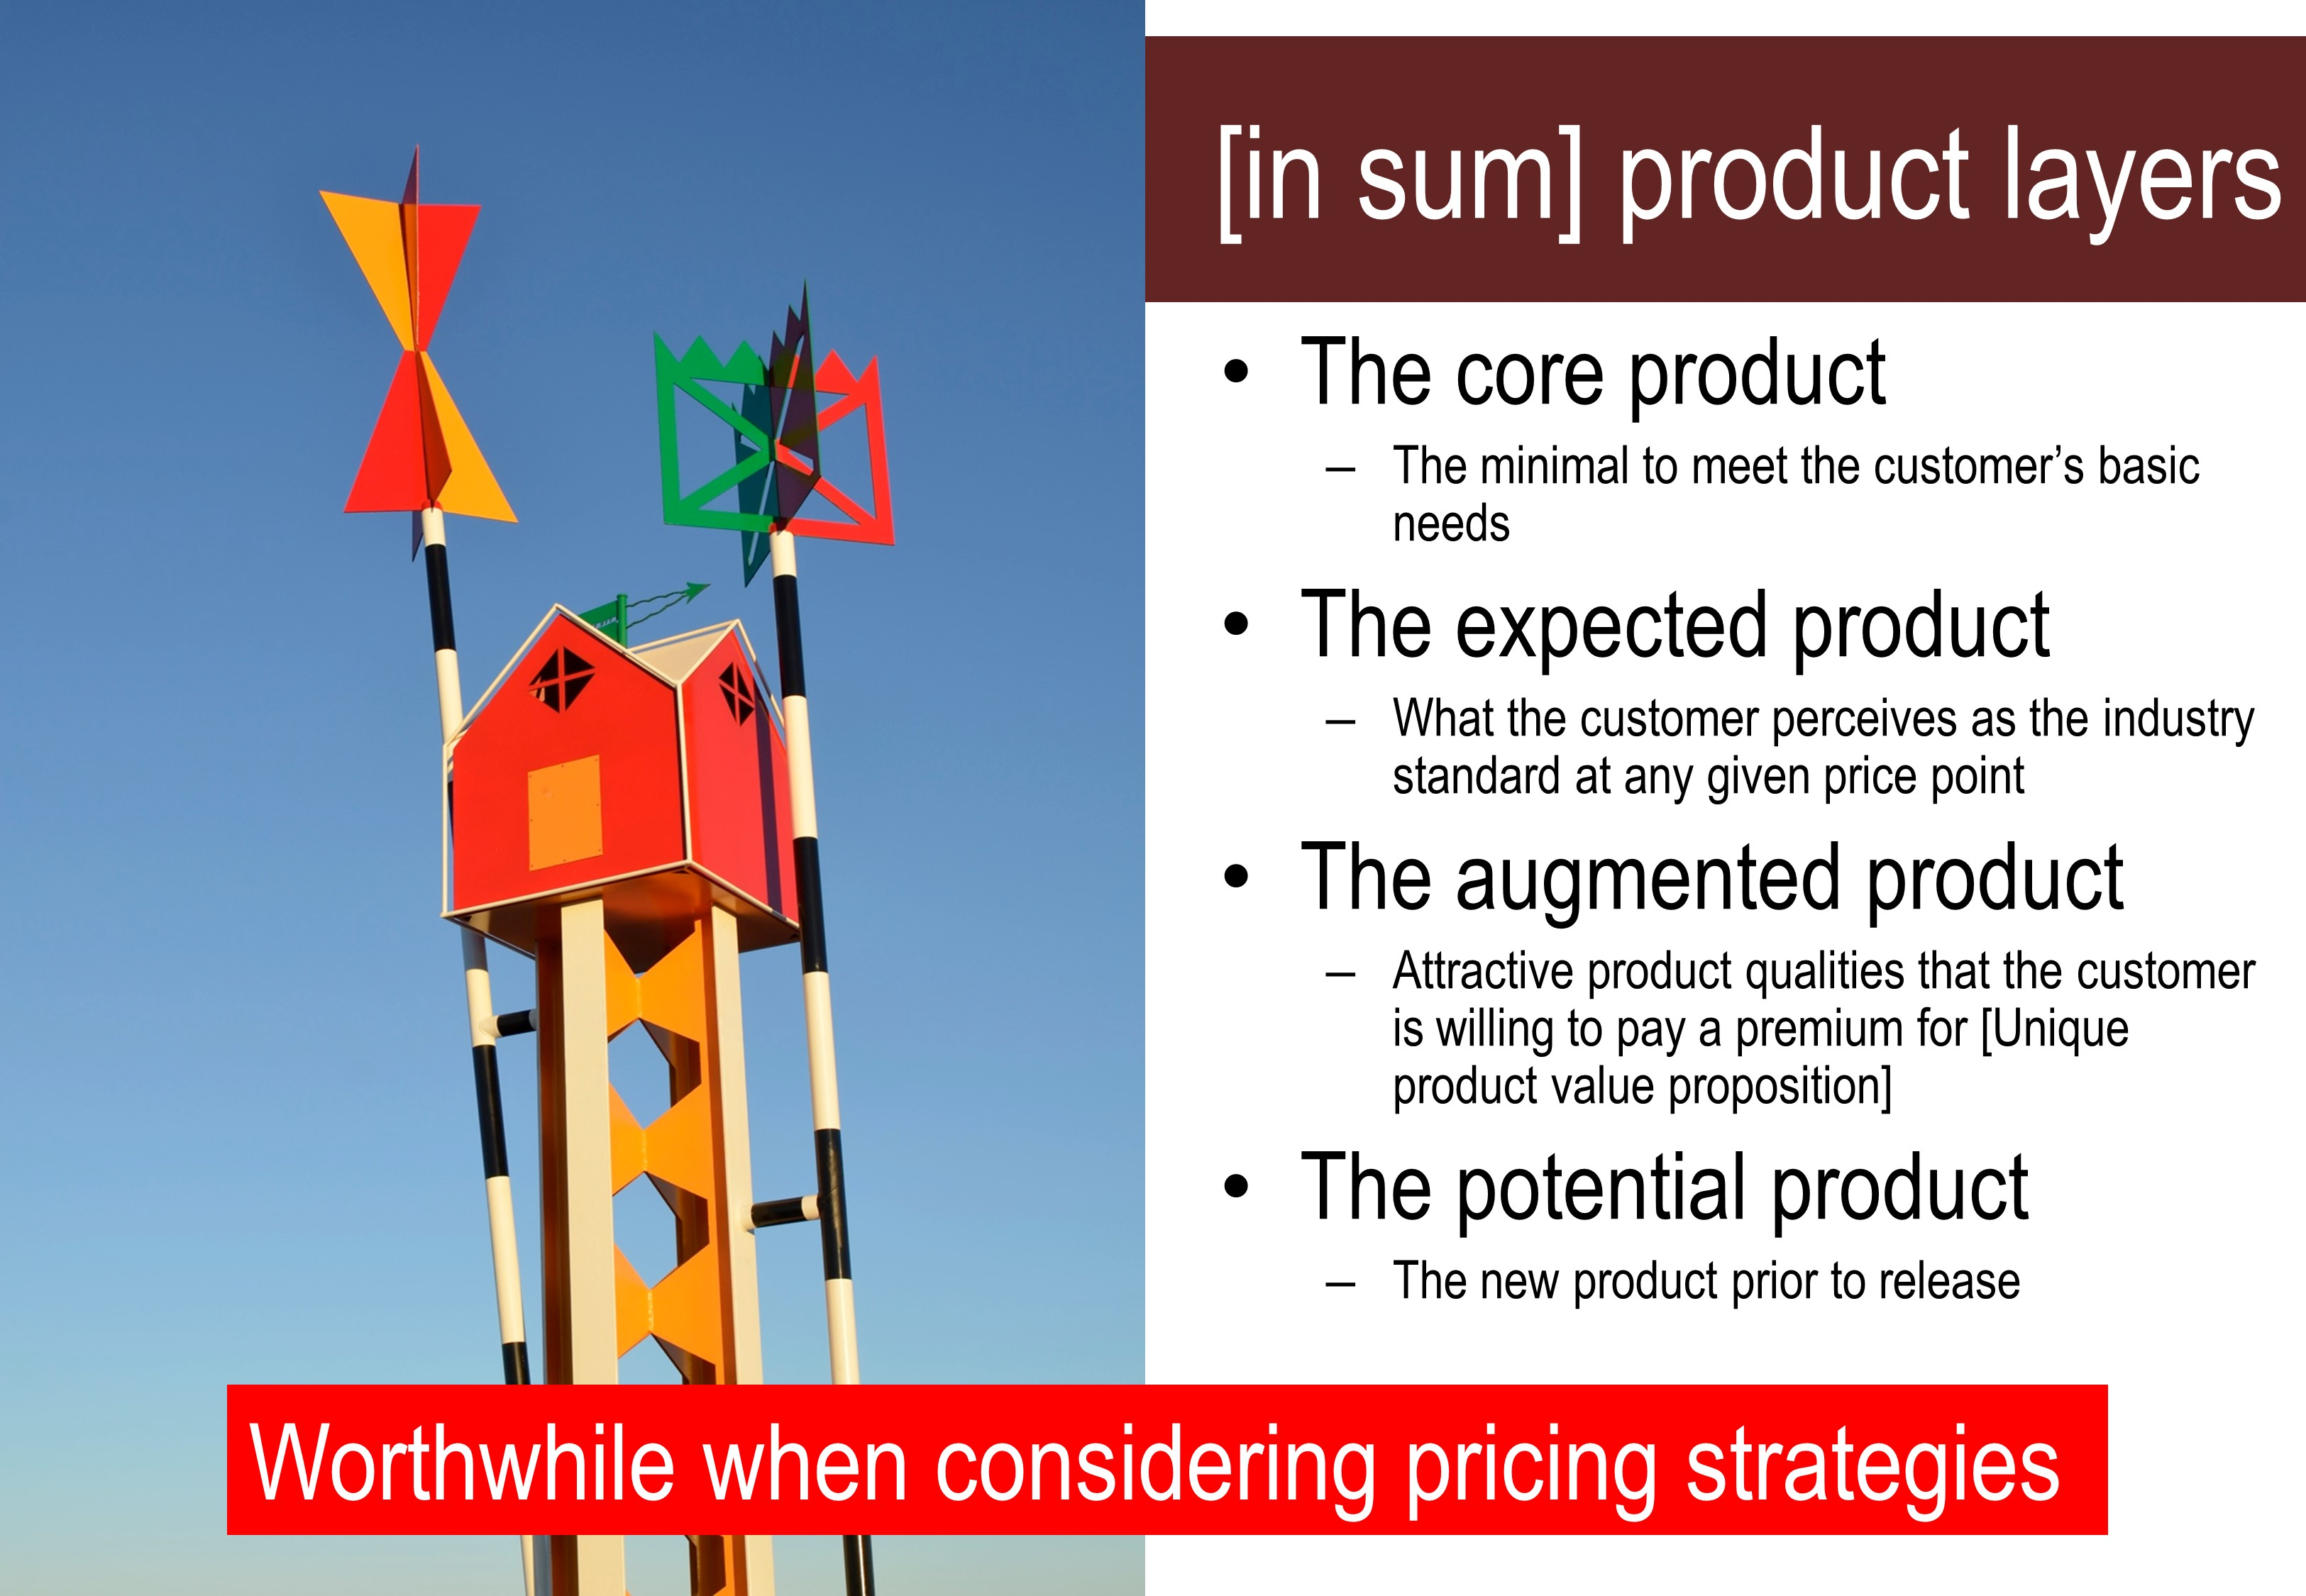 [in sum] product layers
• The core product
– The minimal to meet the customer’s basic
needs
• The expected product
– What the customer perceives as the industry
standard at any given price point
• The augmented product
– Attractive product qualities that the customer
is willing to pay a premium for [Unique
product value proposition]
• The potential product
– The new product prior to release
Worthwhile when considering pricing strategies